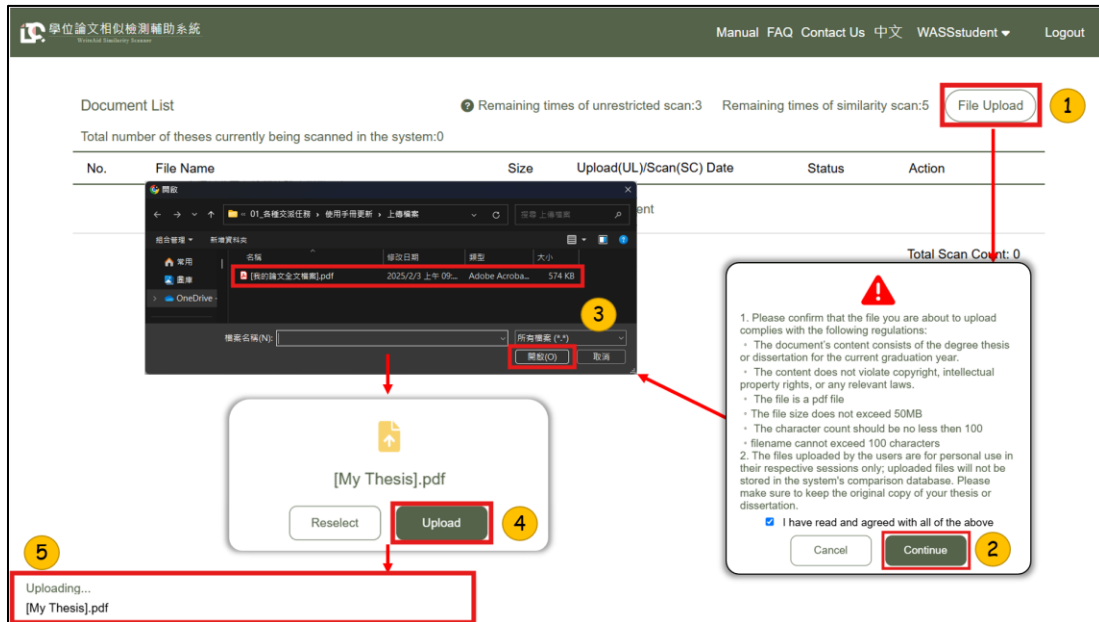 學位論文相似檢測輔助系統
WriteAid Similarity Scanner
Manual FAQ Contact Us 中文 WASSstudent Logout
Document List
Remaining times of unrestricted scan:3 Remaining times of similarity scan:5 File Upload 1
Total number of theses currently being scanned in the system:0
No. File Name Size Upload(UL)/Scan(SC) Date Status Action
ent
Total Scan Count: 0
開啟
« 01_各種交派任務 › 使用手冊更新 › 上傳檔案
搜尋 上傳檔案
組合管理 新增資料夾
常用
圖庫
OneDrive -
名稱 修改日期 類型 大小
[我的論文全文檔案].pdf 2025/2/3 上午 09:... Adobe Acroba... 574 KB
3
檔案名稱(N):
所有檔案 (*.*)
開啟(O) 取消
1. Please confirm that the file you are about to upload
complies with the following regulations:
• The document's content consists of the degree thesis
or dissertation for the current graduation year.
• The content does not violate copyright, intellectual
property rights, or any relevant laws.
• The file is a pdf file
• The file size does not exceed 50MB
• The character count should be no less then 100
• filename cannot exceed 100 characters
2. The files uploaded by the users are for personal use in
their respective sessions only; uploaded files will not be
stored in the system's comparison database. Please
make sure to keep the original copy of your thesis or
dissertation.
I have read and agreed with all of the above
Cancel Continue 2
[My Thesis].pdf
Reselect Upload 4
5
Uploading...
[My Thesis].pdf